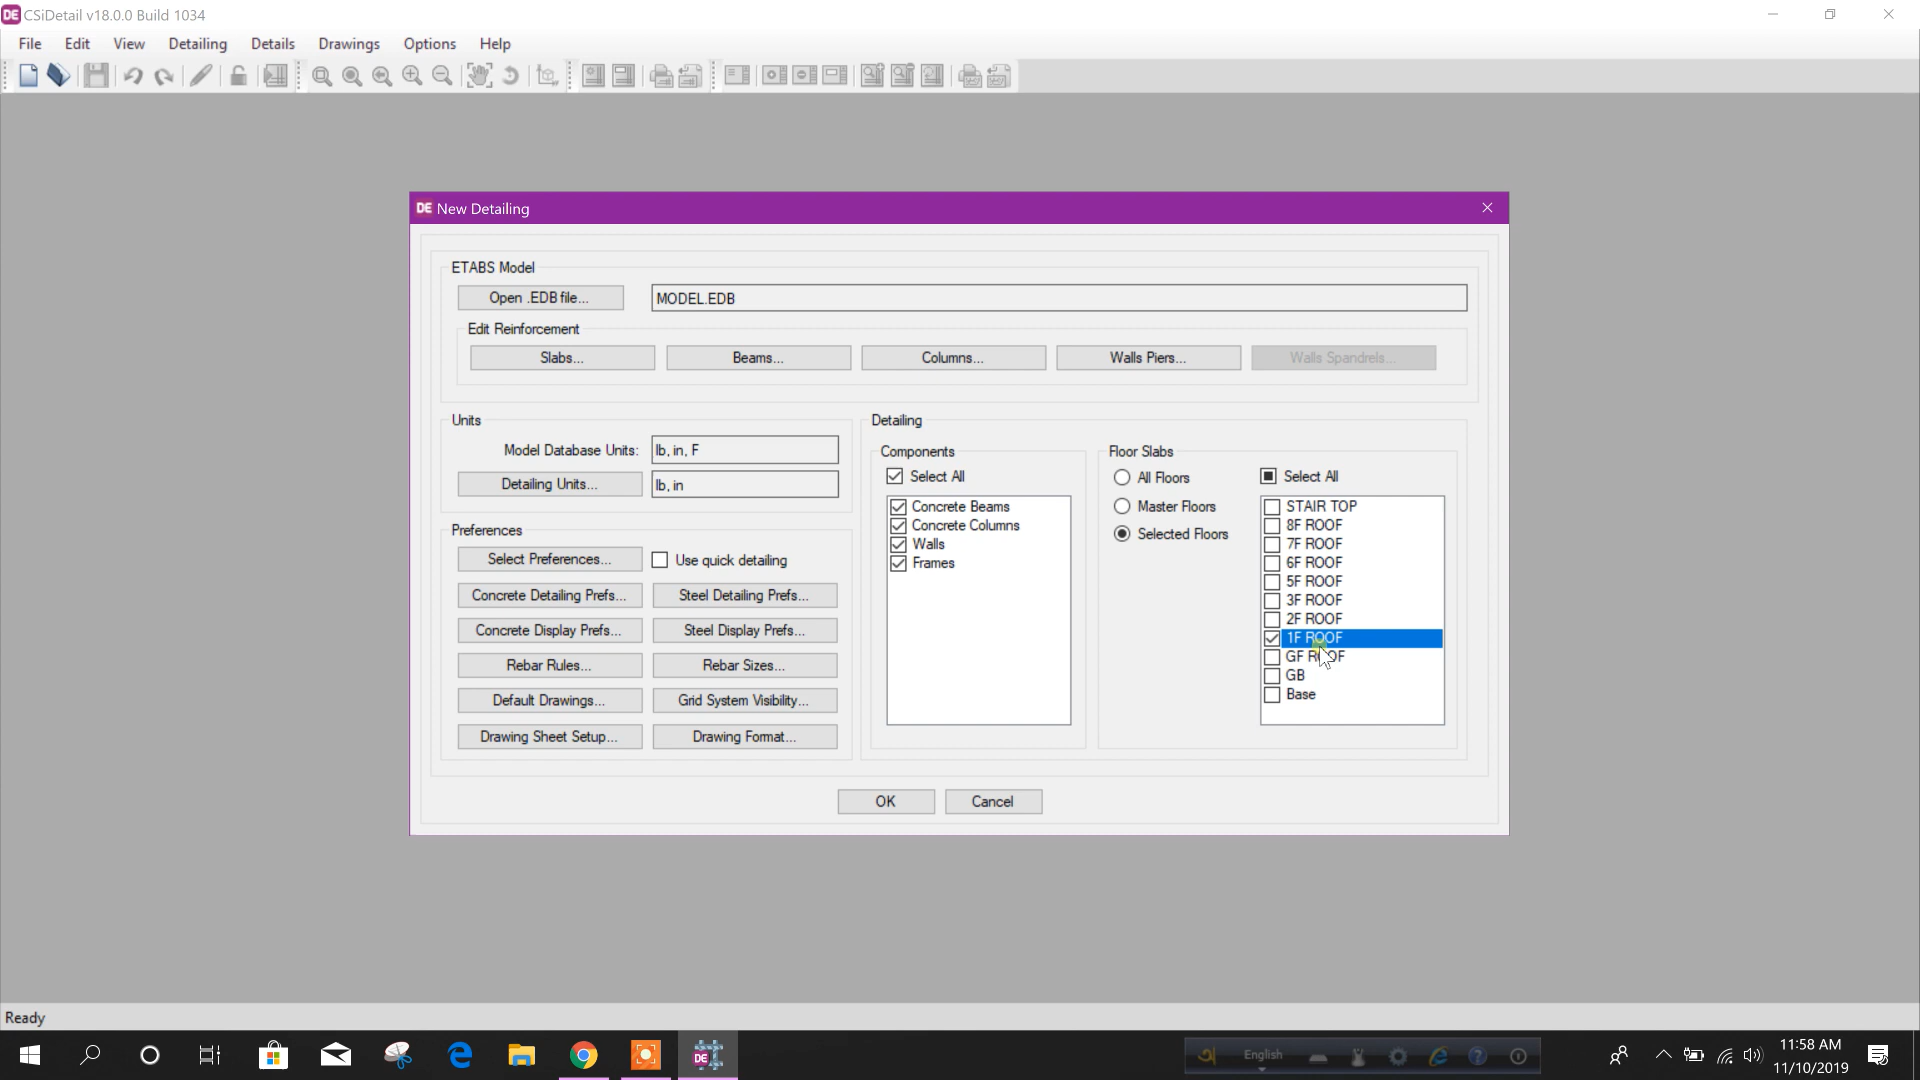 DE CSiDetail v18.0.0 Build 1034
File Edit View Detailing Details Drawings Options Help
DE New Detailing
ETABS Model
Open .EDB file... MODEL.EDB
Edit Reinforcement
Slabs... Beams... Columns... Walls Piers... Walls Spandrels...
Units
Model Database Units: lb, in, F
Detailing Units... lb, in
Preferences
Select Preferences... Use quick detailing
Concrete Detailing Prefs... Steel Detailing Prefs...
Concrete Display Prefs... Steel Display Prefs...
Rebar Rules... Rebar Sizes...
Default Drawings... Grid System Visibility...
Drawing Sheet Setup... Drawing Format...
Detailing
Components
Select All
Concrete Beams
Concrete Columns
Walls
Frames
Floor Slabs
All Floors
Master Floors
Selected Floors
Select All
STAIR TOP
8F ROOF
7F ROOF
6F ROOF
5F ROOF
3F ROOF
2F ROOF
1F ROOF
GF ROOF
GB
Base
OK Cancel
Ready
DE
English
11:58 AM
11/10/2019